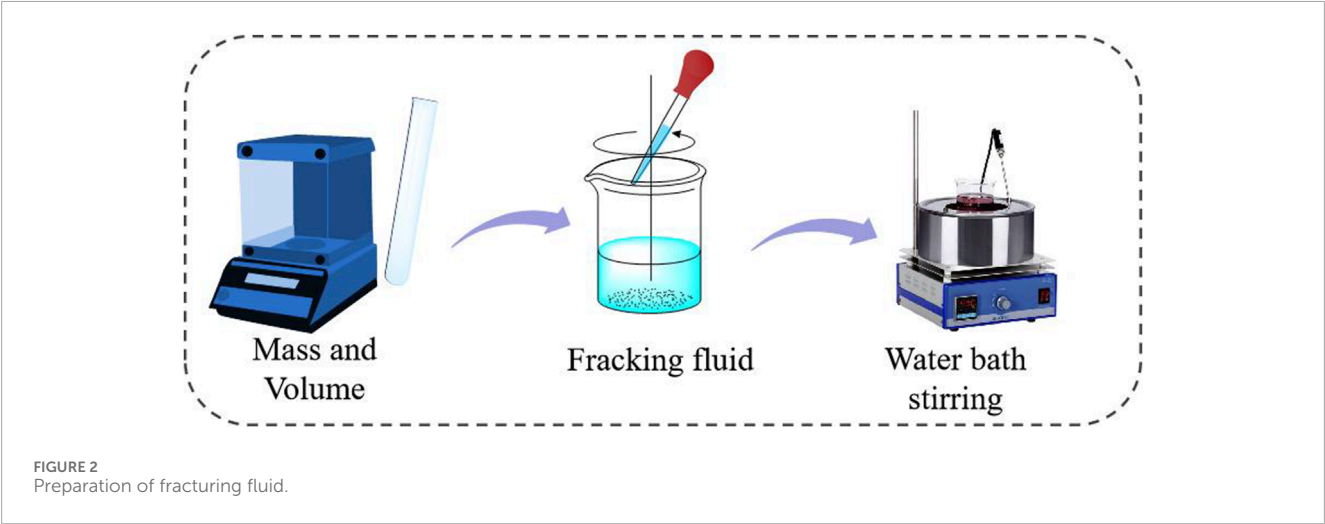 Mass and
Volume
Fracking fluid
Water bath
stirring
FIGURE 2
Preparation of fracturing fluid.